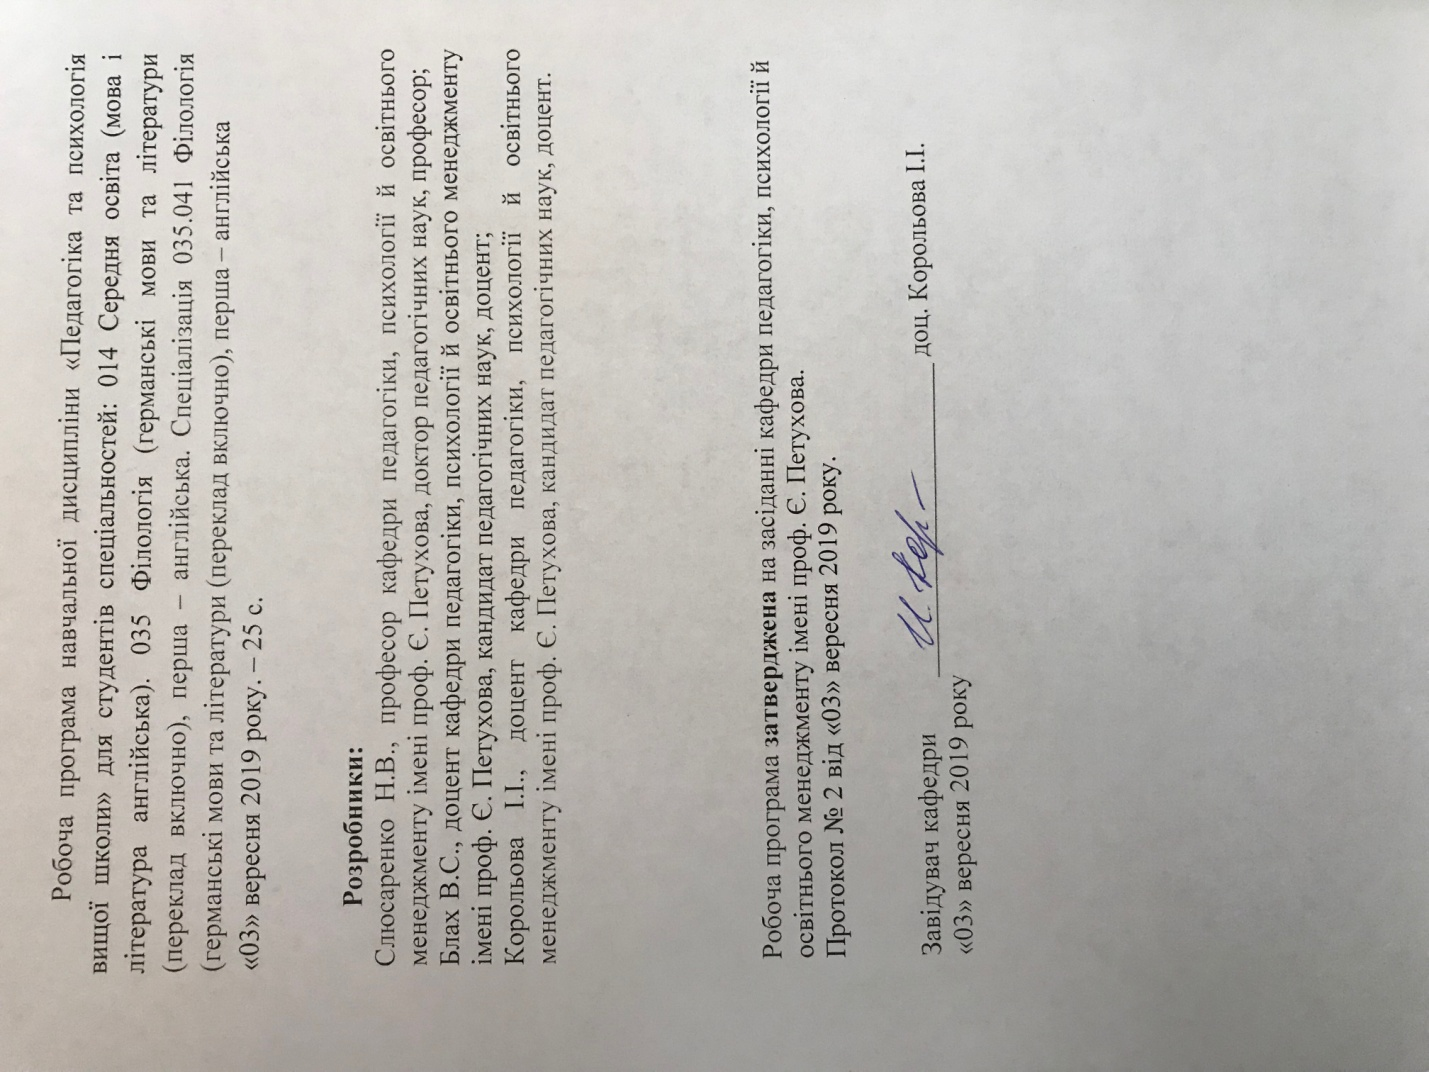 Робоча програма навчальної дисципліни «Педагогіка та психологія
вищої школи» для студентів спеціальностей: 014 Середня освіта (мова і
література англійська). 035 Філологія (германські мови та літератури
(переклад включно), перша – англійська. Спеціалізація 035.041 Філологія
(германські мови та літератури (переклад включно), перша – англійська
«03» вересня 2019 року. – 25 с.
Розробники:
Слюсаренко Н.В., професор кафедри педагогіки, психології й освітнього
менеджменту імені проф. Є. Петухова, доктор педагогічних наук, професор;
Блах В.С., доцент кафедри педагогіки, психології й освітнього менеджменту
імені проф. Є. Петухова, кандидат педагогічних наук, доцент;
Корольова І.І., доцент кафедри педагогіки, психології й освітнього
менеджменту імені проф. Є. Петухова, кандидат педагогічних наук, доцент.
Робоча програма затверджена на засіданні кафедри педагогіки, психології й
освітнього менеджменту імені проф. Є. Петухова.
Протокол № 2 від «03» вересня 2019 року.
Завідувач кафедри доц. Корольова І.І.
«03» вересня 2019 року